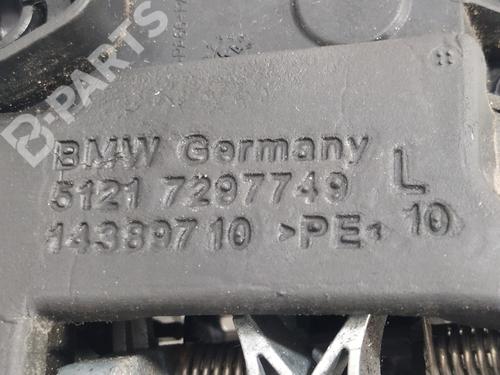 B-PARTS
BMW Germany
5121 7297749 L
14389710 >PE< 10